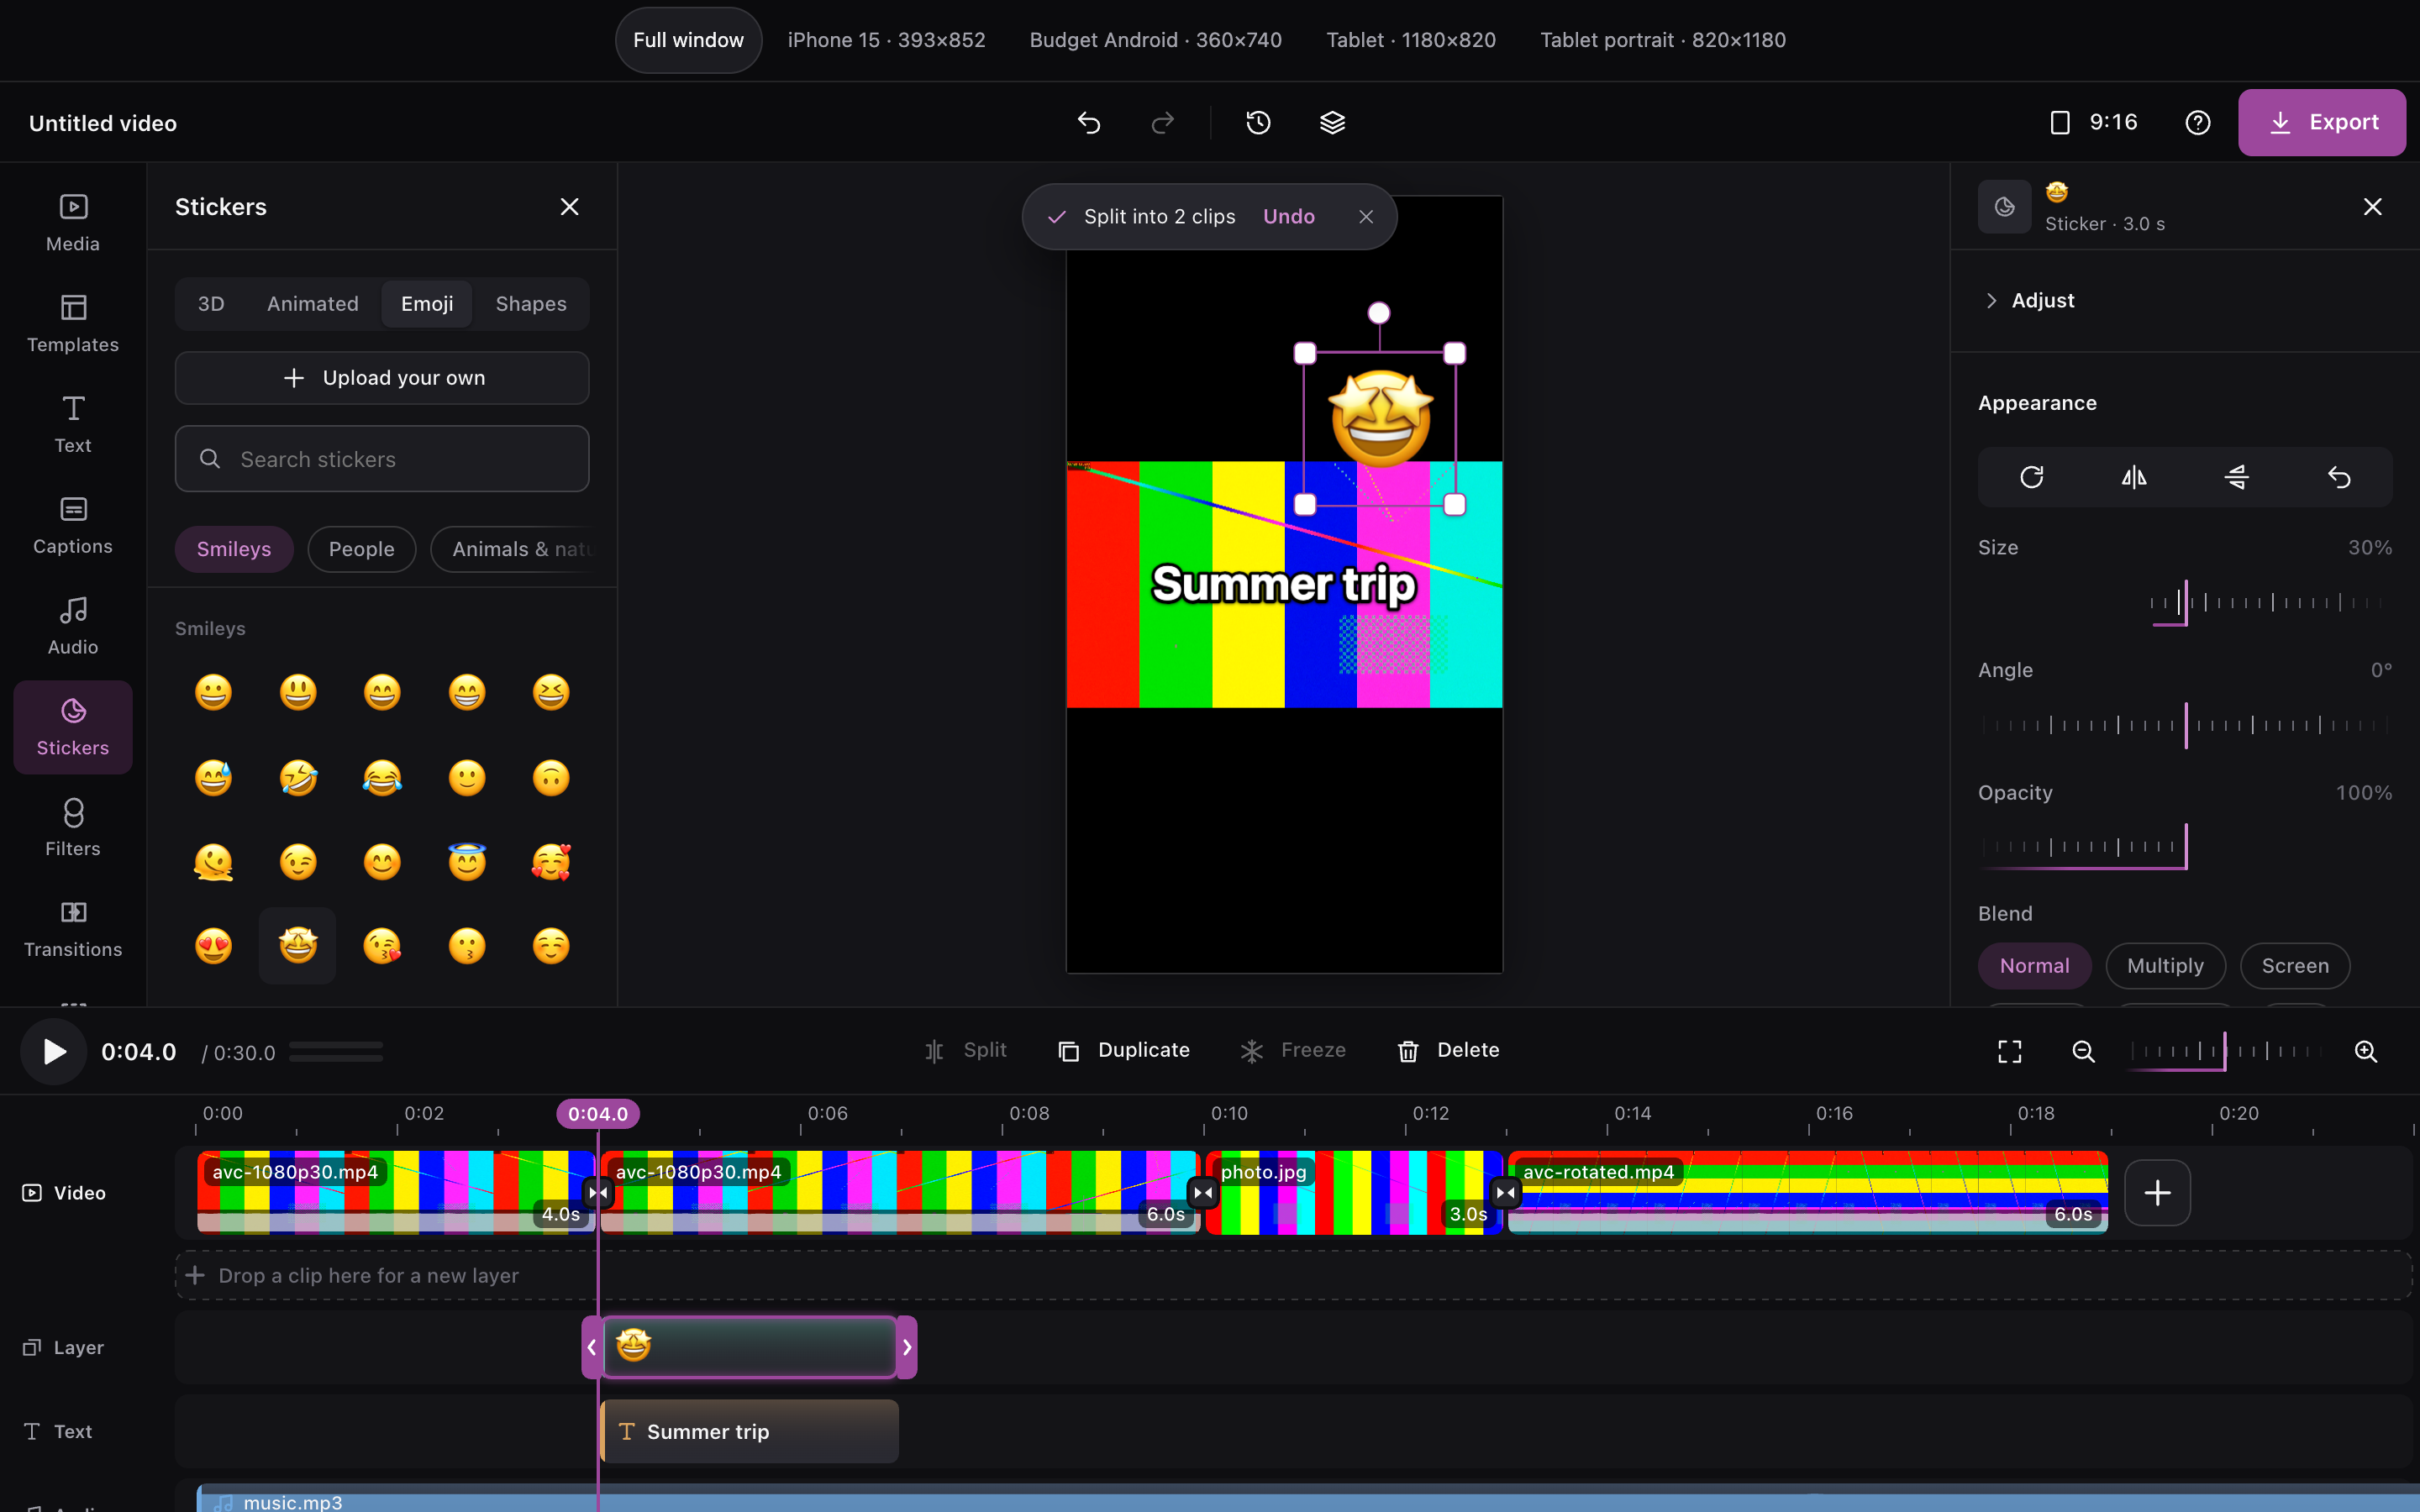 Full window
iPhone 15 · 393×852
Budget Android · 360×740
Tablet · 1180×820
Tablet portrait · 820×1180
Untitled video
9:16
Export
Media
Templates
Text
Captions
Audio
Stickers
Filters
Transitions
Stickers
3D
Animated
Emoji
Shapes
Upload your own
Search stickers
Smileys
People
Animals & natu
Smileys
Split into 2 clips
Undo
Summer trip
Sticker · 3.0 s
Adjust
Appearance
Size
30%
Angle
0°
Opacity
100%
Blend
Normal
Multiply
Screen
0:04.0
/ 0:30.0
Split
Duplicate
Freeze
Delete
0:00
0:02
0:04.0
0:06
0:08
0:10
0:12
0:14
0:16
0:18
0:20
Video
avc-1080p30.mp4
4.0s
avc-1080p30.mp4
6.0s
photo.jpg
3.0s
avc-rotated.mp4
6.0s
Drop a clip here for a new layer
Layer
Text
Summer trip
music.mp3